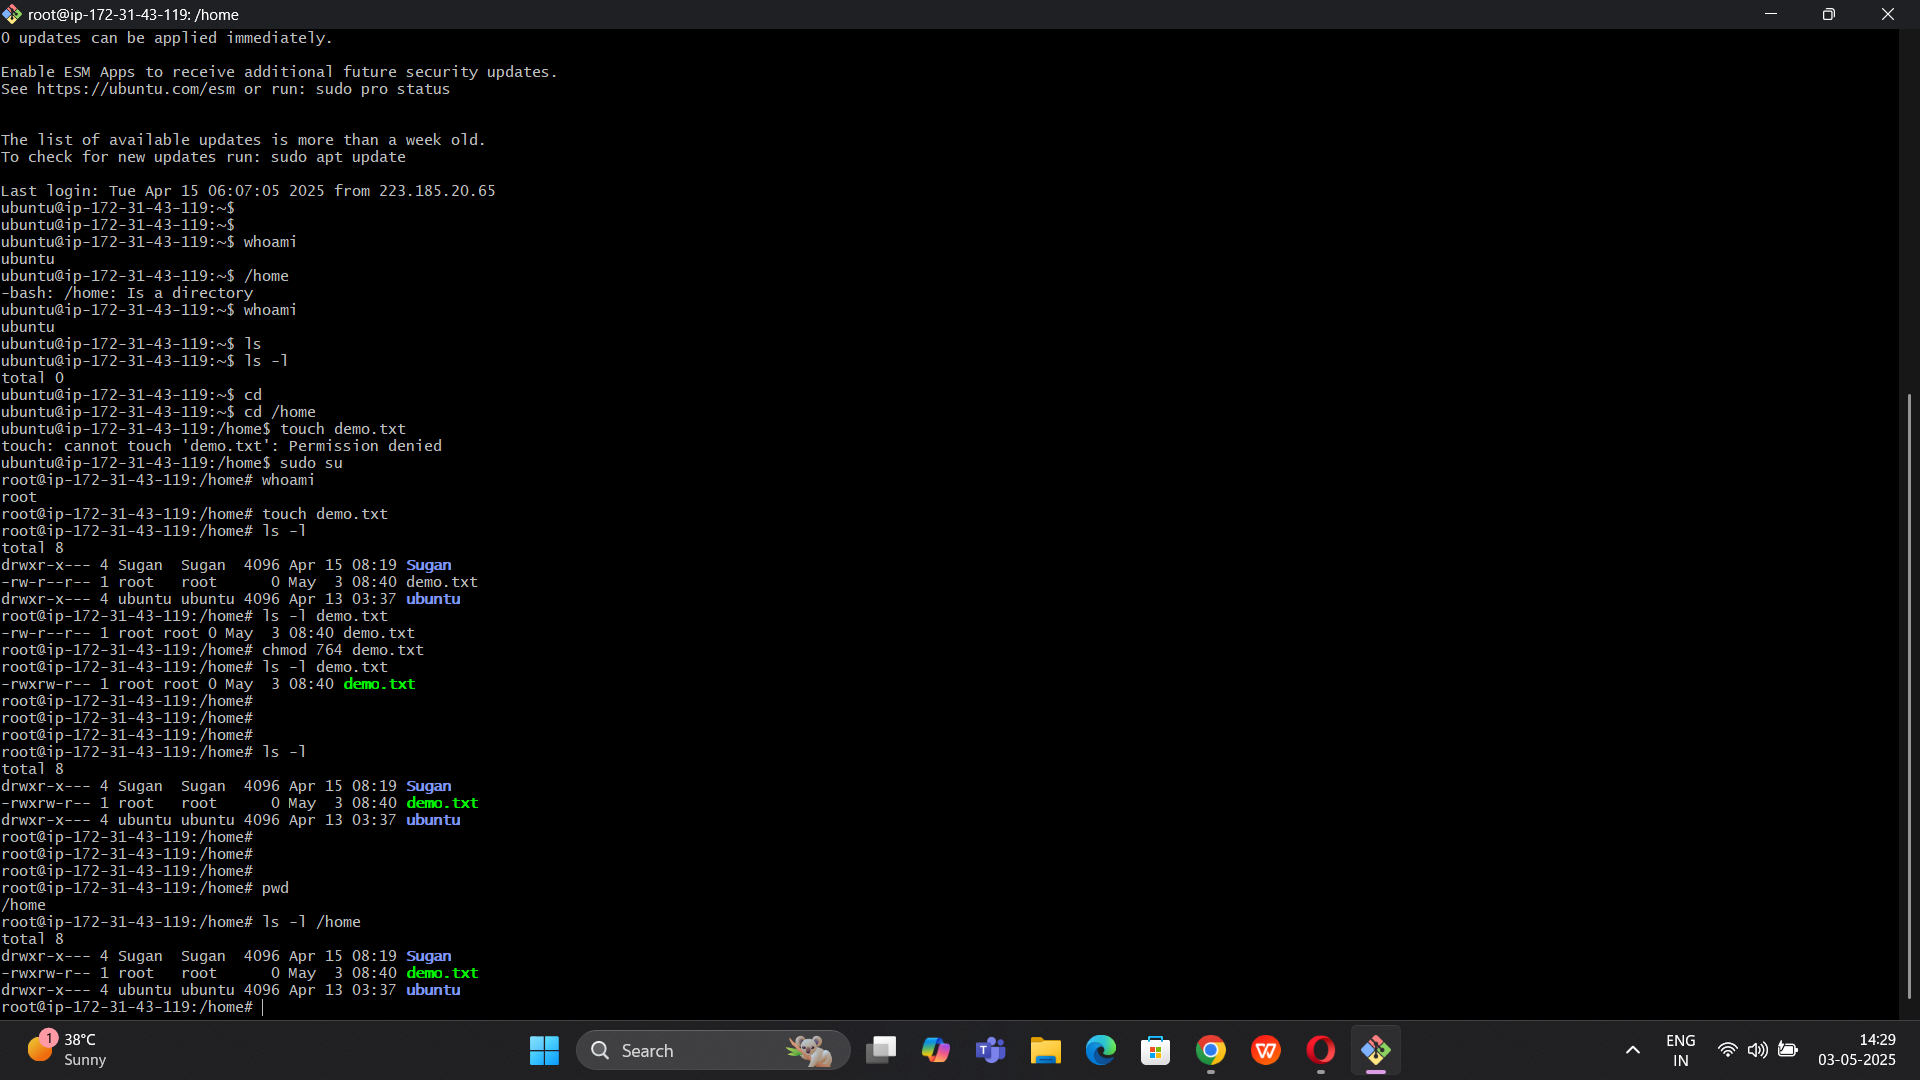 root@ip-172-31-43-119: /home
0 updates can be applied immediately.
Enable ESM Apps to receive additional future security updates.
See https://ubuntu.com/esm or run: sudo pro status
The list of available updates is more than a week old.
To check for new updates run: sudo apt update
Last login: Tue Apr 15 06:07:05 2025 from 223.185.20.65
ubuntu@ip-172-31-43-119:~$
ubuntu@ip-172-31-43-119:~$
ubuntu@ip-172-31-43-119:~$ whoami
ubuntu
ubuntu@ip-172-31-43-119:~$ /home
-bash: /home: Is a directory
ubuntu@ip-172-31-43-119:~$ whoami
ubuntu
ubuntu@ip-172-31-43-119:~$ ls
ubuntu@ip-172-31-43-119:~$ ls -l
total 0
ubuntu@ip-172-31-43-119:~$ cd
ubuntu@ip-172-31-43-119:~$ cd /home
ubuntu@ip-172-31-43-119:/home$ touch demo.txt
touch: cannot touch 'demo.txt': Permission denied
ubuntu@ip-172-31-43-119:/home$ sudo su
root@ip-172-31-43-119:/home# whoami
root
root@ip-172-31-43-119:/home# touch demo.txt
root@ip-172-31-43-119:/home# ls -l
total 8
drwxr-x--- 4 Sugan  Sugan  4096 Apr 15 08:19 Sugan
-rw-r--r-- 1 root   root      0 May  3 08:40 demo.txt
drwxr-x--- 4 ubuntu ubuntu 4096 Apr 13 03:37 ubuntu
root@ip-172-31-43-119:/home# ls -l demo.txt
-rw-r--r-- 1 root root 0 May  3 08:40 demo.txt
root@ip-172-31-43-119:/home# chmod 764 demo.txt
root@ip-172-31-43-119:/home# ls -l demo.txt
-rwxrw-r-- 1 root root 0 May  3 08:40 demo.txt
root@ip-172-31-43-119:/home#
root@ip-172-31-43-119:/home#
root@ip-172-31-43-119:/home#
root@ip-172-31-43-119:/home# ls -l
total 8
drwxr-x--- 4 Sugan  Sugan  4096 Apr 15 08:19 Sugan
-rwxrw-r-- 1 root   root      0 May  3 08:40 demo.txt
drwxr-x--- 4 ubuntu ubuntu 4096 Apr 13 03:37 ubuntu
root@ip-172-31-43-119:/home#
root@ip-172-31-43-119:/home#
root@ip-172-31-43-119:/home#
root@ip-172-31-43-119:/home# pwd
/home
root@ip-172-31-43-119:/home# ls -l /home
total 8
drwxr-x--- 4 Sugan  Sugan  4096 Apr 15 08:19 Sugan
-rwxrw-r-- 1 root   root      0 May  3 08:40 demo.txt
drwxr-x--- 4 ubuntu ubuntu 4096 Apr 13 03:37 ubuntu
root@ip-172-31-43-119:/home#
1
38°C
Sunny
Search
ENG
IN
14:29
03-05-2025